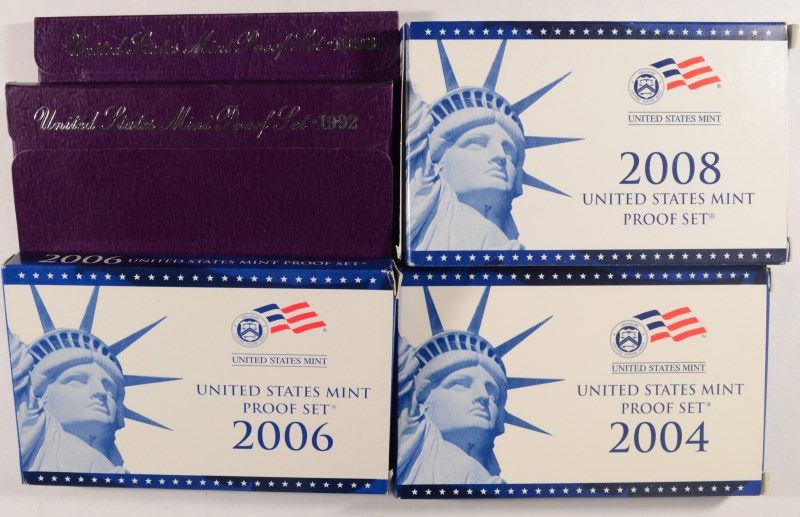 United States Mint Proof Set - 1993
United States Mint Proof Set - 1992
UNITED STATES MINT
2008
UNITED STATES MINT
PROOF SET®
2006 UNITED STATES MINT PROOF SET®
UNITED STATES MINT
UNITED STATES MINT
PROOF SET®
2006
UNITED STATES MINT
UNITED STATES MINT
PROOF SET®
2004